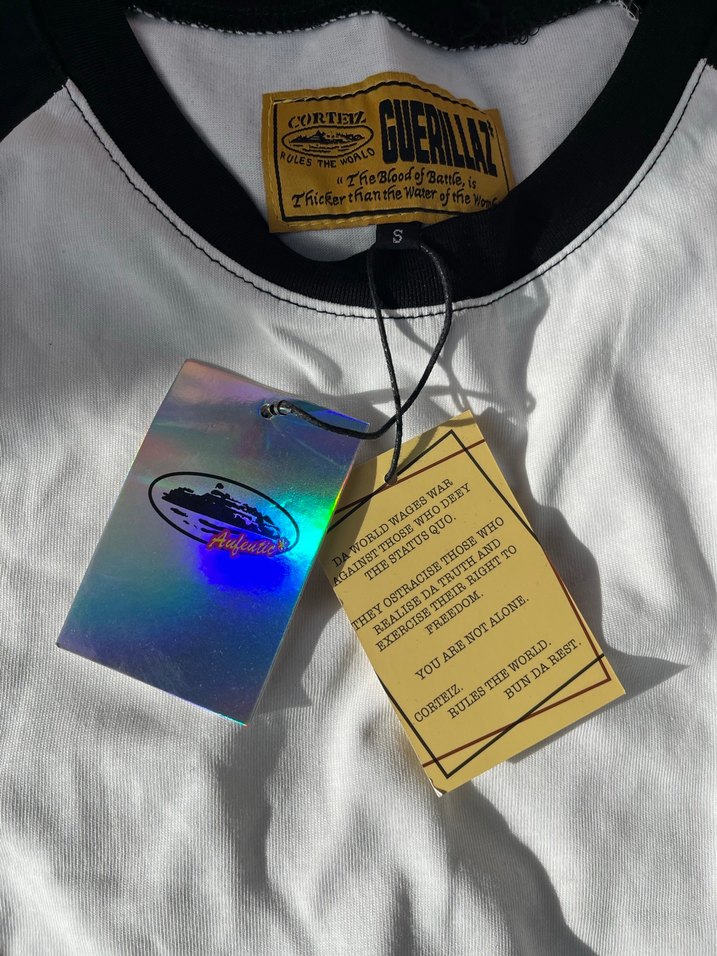 CORTEIZ
RULES THE WORLD
GUERILLAZ*
“The Blood of Battle, is
Thicker than the Water of the Womb
S
Aufentic*
DA WORLD WAGES WAR
AGAINST THOSE WHO DEFY
THE STATUS QUO.
THEY OSTRACISE THOSE WHO
REALISE DA TRUTH AND
EXERCISE THEIR RIGHT TO
FREEDOM.
YOU ARE NOT ALONE.
CORTEIZ.
RULES THE WORLD.
BUN DA REST.